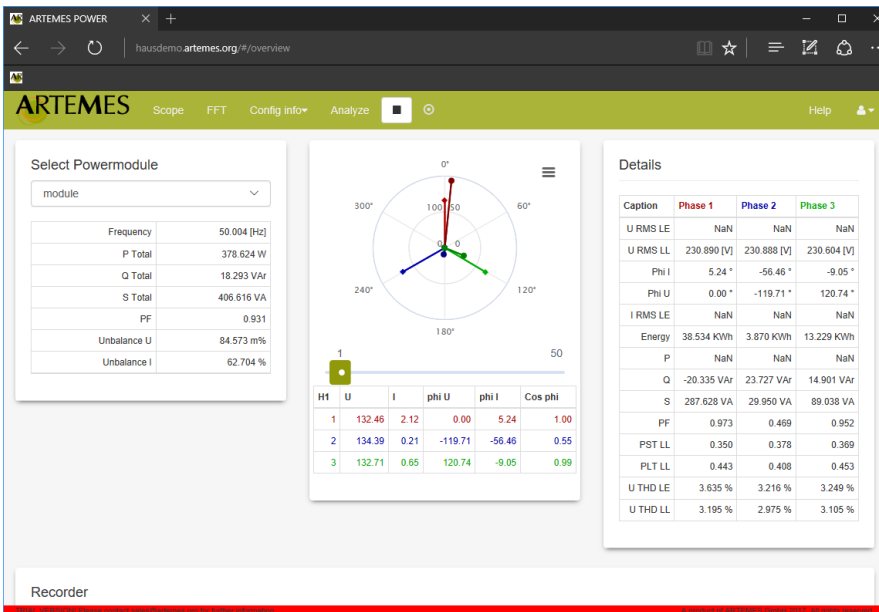 ARTEMES POWER
hausdemo.artemes.org/#/overview
ARTEMES Scope FFT Config info Analyze Help
Select Powermodule
module
Frequency 50.004 [Hz]
P Total 378.624 W
Q Total 18.293 VAr
S Total 406.616 VA
PF 0.931
Unbalance U 84.573 m%
Unbalance I 62.704 %
0°
300° 100 50 60°
0 0
240° 120°
180°
1 50
H1 U I phi U phi I Cos phi
1 132.46 2.12 0.00 5.24 1.00
2 134.39 0.21 -119.71 -56.46 0.55
3 132.71 0.65 120.74 -9.05 0.99
Details
Caption Phase 1 Phase 2 Phase 3
U RMS LE NaN NaN NaN
U RMS LL 230.890 [V] 230.888 [V] 230.604 [V]
Phi I 5.24 ° -56.46 ° -9.05 °
Phi U 0.00 ° -119.71 ° 120.74 °
I RMS LE NaN NaN NaN
Energy 38.534 KWh 3.870 KWh 13.229 KWh
P NaN NaN NaN
Q -20.335 VAr 23.727 VAr 14.901 VAr
S 287.628 VA 29.950 VA 89.038 VA
PF 0.973 0.469 0.952
PST LL 0.350 0.378 0.369
PLT LL 0.443 0.408 0.453
U THD LE 3.635 % 3.216 % 3.249 %
U THD LL 3.195 % 2.975 % 3.105 %
Recorder